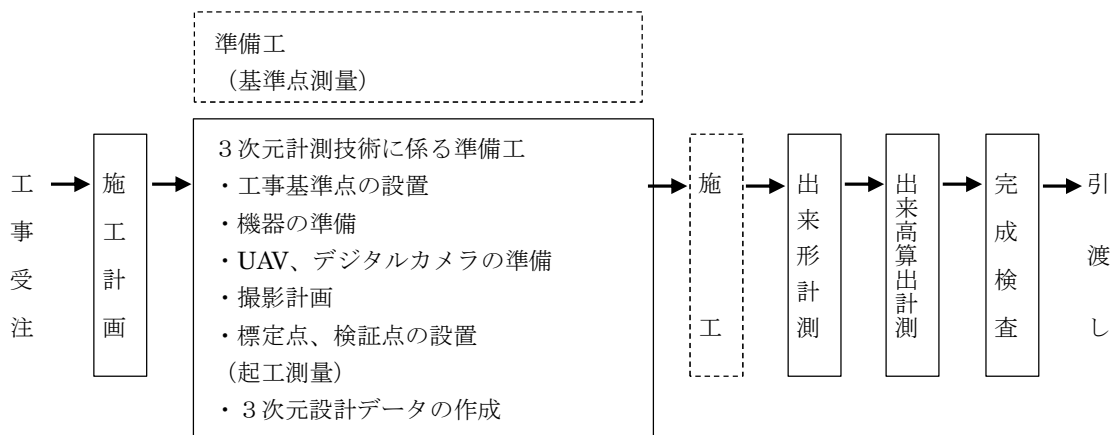 準備工
（基準点測量）
工事受注
施工計画
３次元計測技術に係る準備工
・工事基準点の設置
・機器の準備
・UAV、デジタルカメラの準備
・撮影計画
・標定点、検証点の設置
（起工測量）
・３次元設計データの作成
施工
出来形計測
出来高算出計測
完成検査
引渡し